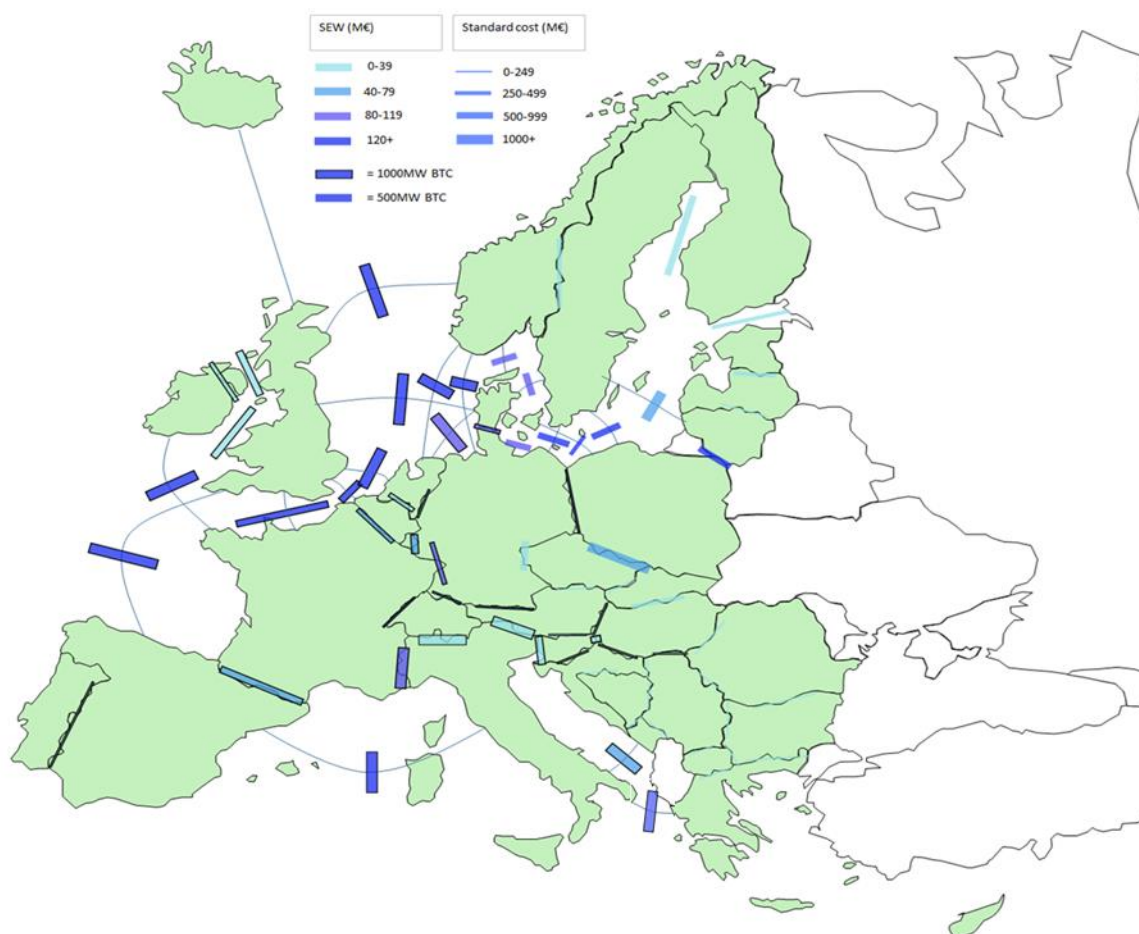 SEW (M€)
Standard cost (M€)
0-39
0-249
40-79
250-499
80-119
500-999
120+
1000+
= 1000MW BTC
= 500MW BTC